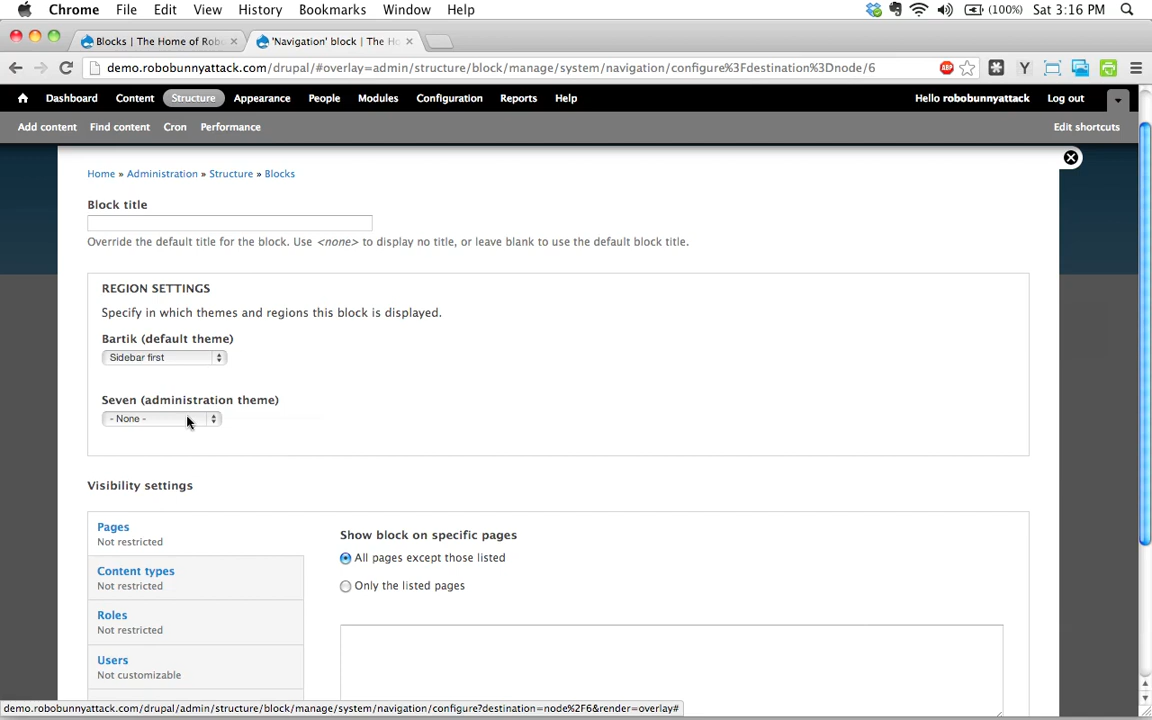 Chrome File Edit View History Bookmarks Window Help (100%) Sat 3:16 PM
Blocks | The Home of Rob 'Navigation' block | The H
demo.robobunnyattack.com/drupal/#overlay=admin/structure/block/manage/system/navigation/configure%3Fdestination%3Dnode/6 ABP
Dashboard Content Structure Appearance People Modules Configuration Reports Help Hello robobunnyattack Log out
Add content Find content Cron Performance Edit shortcuts
Home » Administration » Structure » Blocks
Block title
Override the default title for the block. Use <none> to display no title, or leave blank to use the default block title.
REGION SETTINGS
Specify in which themes and regions this block is displayed.
Bartik (default theme)
Sidebar first
Seven (administration theme)
- None -
Visibility settings
Pages
Not restricted
Content types
Not restricted
Roles
Not restricted
Users
Not customizable
Show block on specific pages
All pages except those listed
Only the listed pages
demo.robobunnyattack.com/drupal/admin/structure/block/manage/system/navigation/configure?destination=node%2F6&render=overlay#